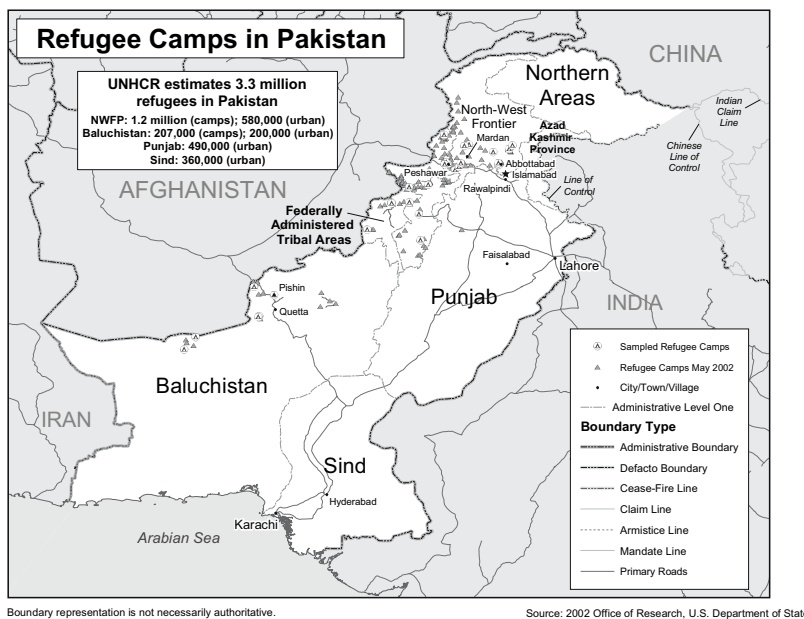 Refugee Camps in Pakistan
UNHCR estimates 3.3 million
refugees in Pakistan
NWFP: 1.2 million (camps); 580,000 (urban)
Baluchistan: 207,000 (camps); 200,000 (urban)
Punjab: 490,000 (urban)
Sind: 360,000 (urban)
CHINA
Northern
Areas
Indian
Claim
Line
North-West
Frontier
Mardan
Azad
Kashmir
Province
Chinese
Line of
Control
Abbottabad
Peshawar
Islamabad
Line of
Control
Rawalpindi
AFGHANISTAN
Federally
Administered
Tribal Areas
Faisalabad
Lahore
Pishin
Punjab
INDIA
Quetta
Baluchistan
IRAN
Sind
Hyderabad
Karachi
Arabian Sea
Sampled Refugee Camps
Refugee Camps May 2002
City/Town/Village
Administrative Level One
Boundary Type
Administrative Boundary
Defacto Boundary
Cease-Fire Line
Claim Line
Armistice Line
Mandate Line
Primary Roads
Boundary representation is not necessarily authoritative.
Source: 2002 Office of Research, U.S. Department of Stat